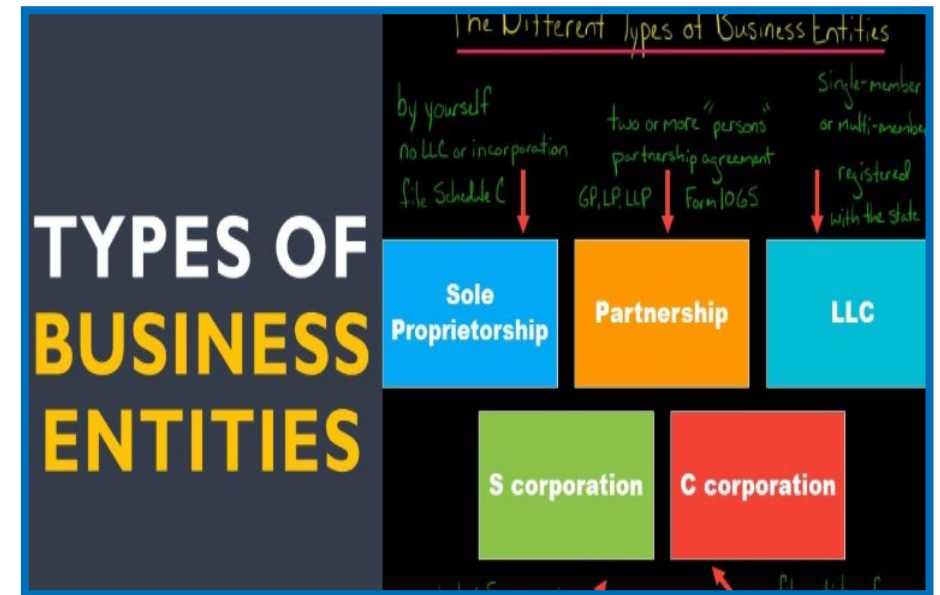 TYPES OF
BUSINESS
ENTITIES
The Different Types of Business Entities
by yourself
no LLC or incorporation
file Schedule C
two or more "persons"
partnership agreement
GP, LP, LLP Form 1065
Single-member
or multi-member
registered
with the state
Sole
Proprietorship
Partnership
LLC
S corporation
C corporation